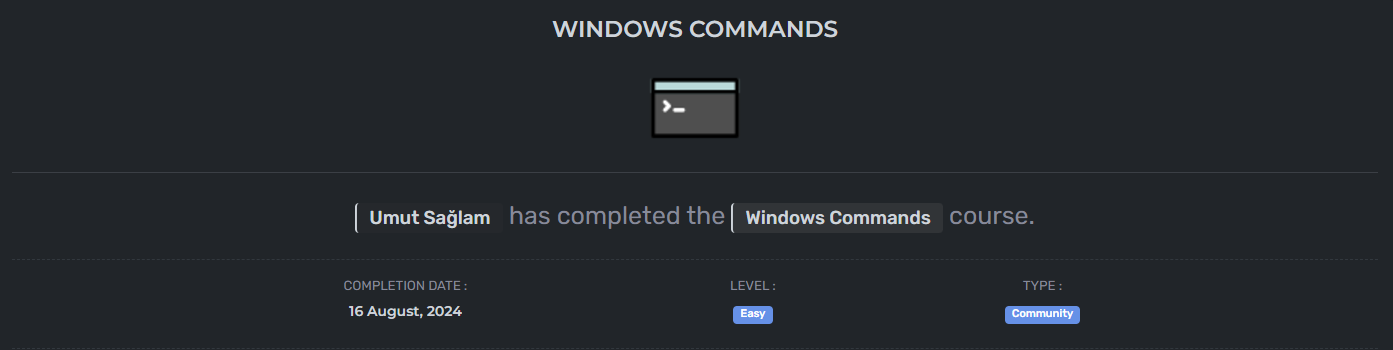 WINDOWS COMMANDS
>_
Umut Sağlam has completed the Windows Commands course.
COMPLETION DATE : LEVEL : TYPE :
16 August, 2024 Easy Community